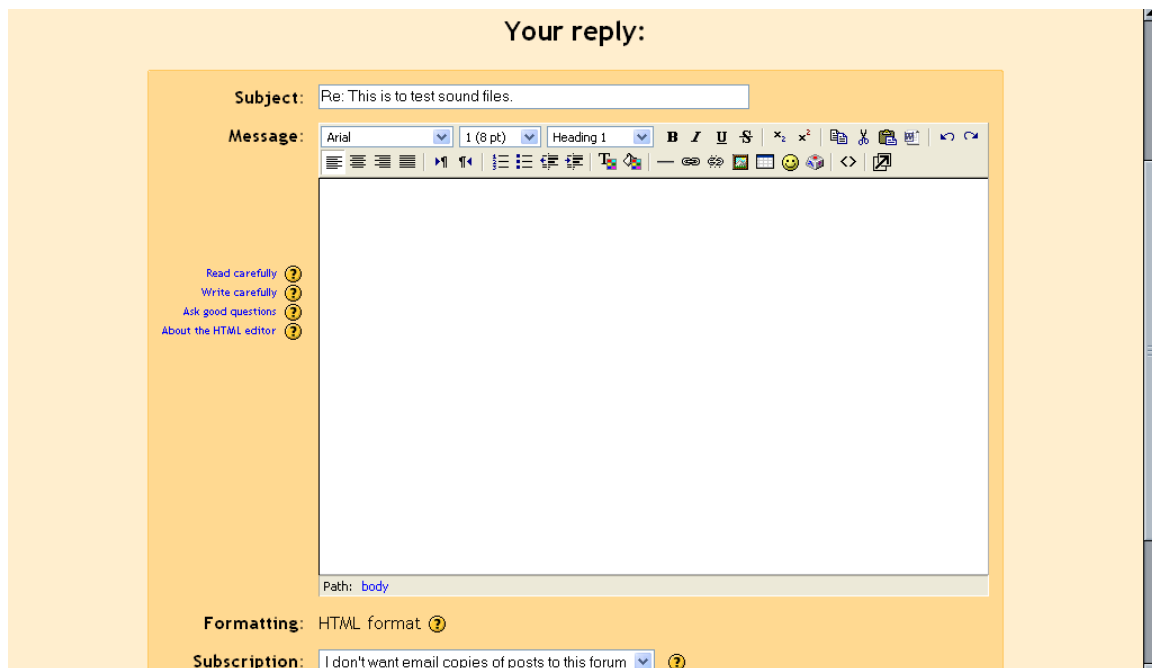 Your reply:
Subject: Re: This is to test sound files.
Message: Arial 1 (8 pt) Heading 1 B I U S x₂ x²
Read carefully ?
Write carefully ?
Ask good questions ?
About the HTML editor ?
Path: body
Formatting: HTML format ?
Subscription: I don't want email copies of posts to this forum ?